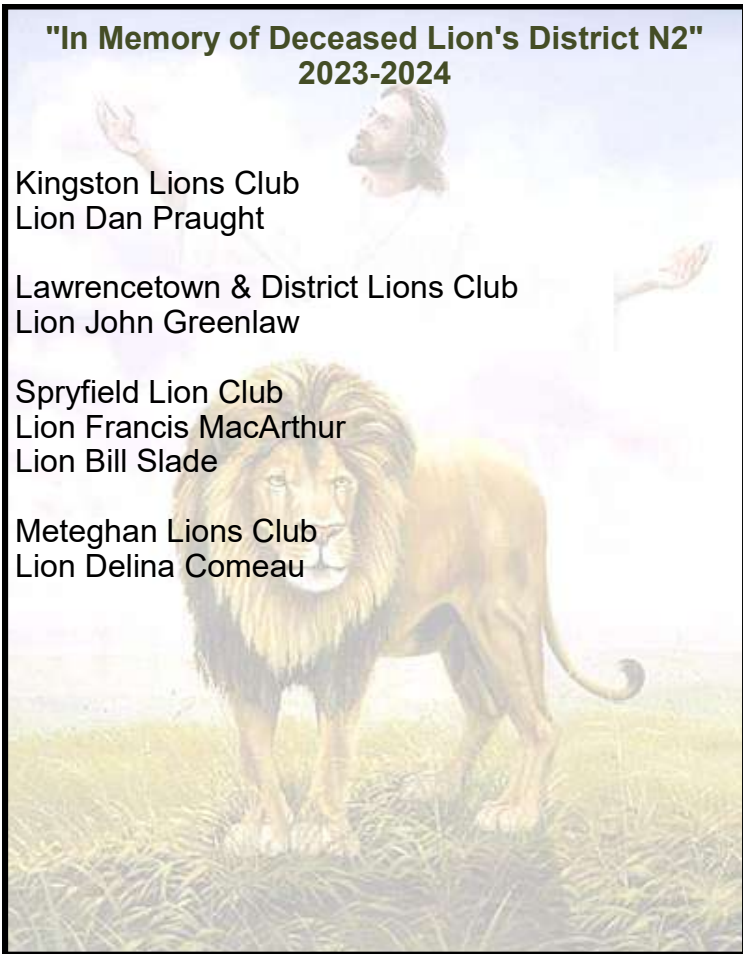 "In Memory of Deceased Lion's District N2"
2023-2024
Kingston Lions Club
Lion Dan Praught
Lawrencetown & District Lions Club
Lion John Greenlaw
Spryfield Lion Club
Lion Francis MacArthur
Lion Bill Slade
Meteghan Lions Club
Lion Delina Comeau